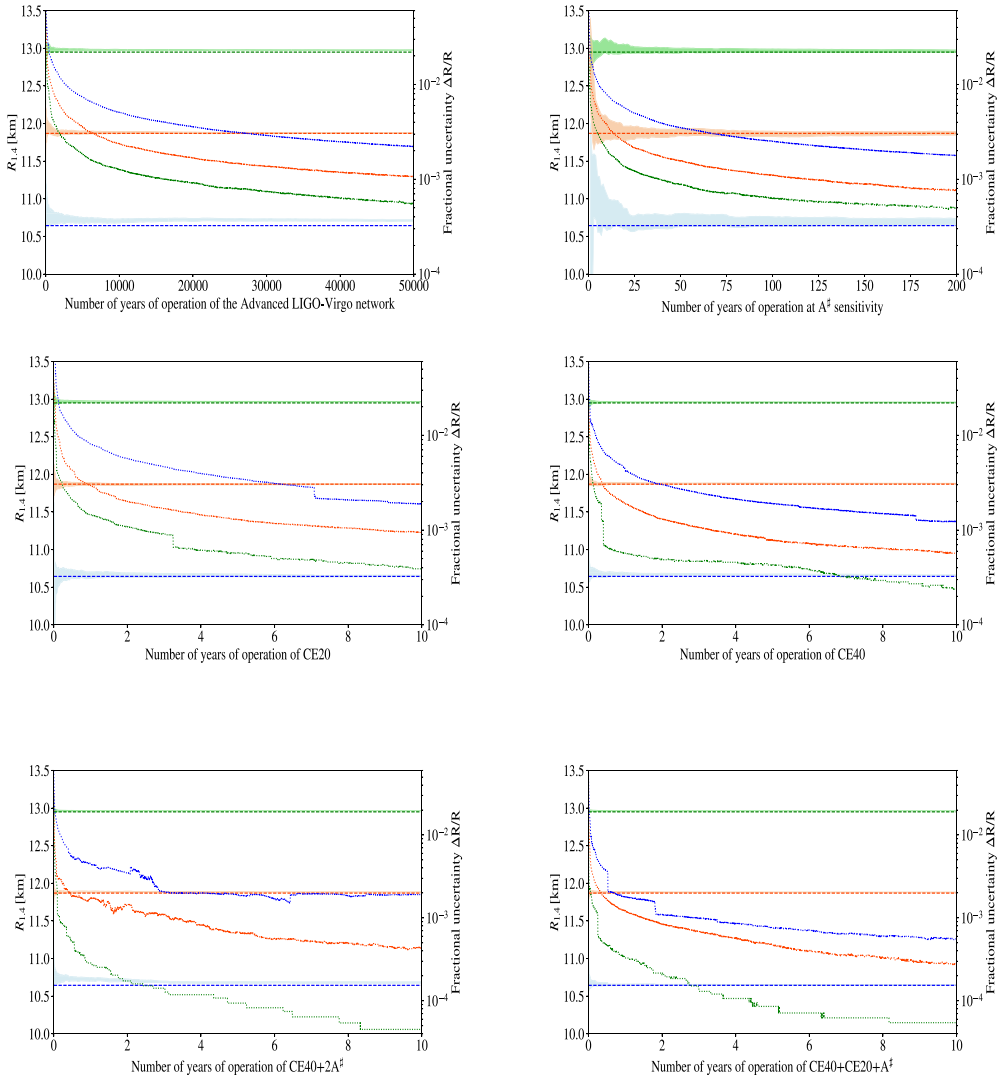 13.5
13.0
12.5
12.0
11.5
11.0
10.5
10.0
R1.4 [km]
10−2
10−3
10−4
Fractional uncertainty ΔR/R
0 10000 20000 30000 40000 50000
Number of years of operation of the Advanced LIGO-Virgo network
13.5
13.0
12.5
12.0
11.5
11.0
10.5
10.0
R1.4 [km]
10−2
10−3
10−4
Fractional uncertainty ΔR/R
0 25 50 75 100 125 150 175 200
Number of years of operation at A♯ sensitivity
13.5
13.0
12.5
12.0
11.5
11.0
10.5
10.0
R1.4 [km]
10−2
10−3
10−4
Fractional uncertainty ΔR/R
0 2 4 6 8 10
Number of years of operation of CE20
13.5
13.0
12.5
12.0
11.5
11.0
10.5
10.0
R1.4 [km]
10−2
10−3
10−4
Fractional uncertainty ΔR/R
0 2 4 6 8 10
Number of years of operation of CE40
13.5
13.0
12.5
12.0
11.5
11.0
10.5
10.0
R1.4 [km]
10−2
10−3
10−4
Fractional uncertainty ΔR/R
0 2 4 6 8 10
Number of years of operation of CE40+2A♯
13.5
13.0
12.5
12.0
11.5
11.0
10.5
10.0
R1.4 [km]
10−2
10−3
10−4
Fractional uncertainty ΔR/R
0 2 4 6 8 10
Number of years of operation of CE40+CE20+A♯